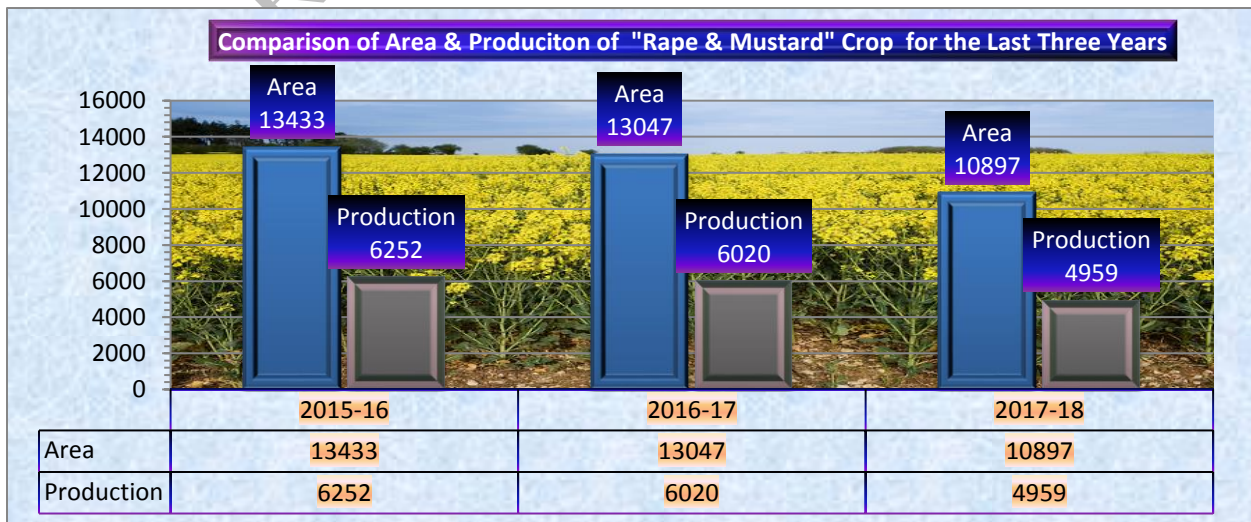 Comparison of Area & Produciton of "Rape & Mustard" Crop for the Last Three Years
16000
14000
12000
10000
8000
6000
4000
2000
0
Area
13433
Production
6252
Area
13047
Production
6020
Area
10897
Production
4959
2015-16 2016-17 2017-18
Area 13433 13047 10897
Production 6252 6020 4959